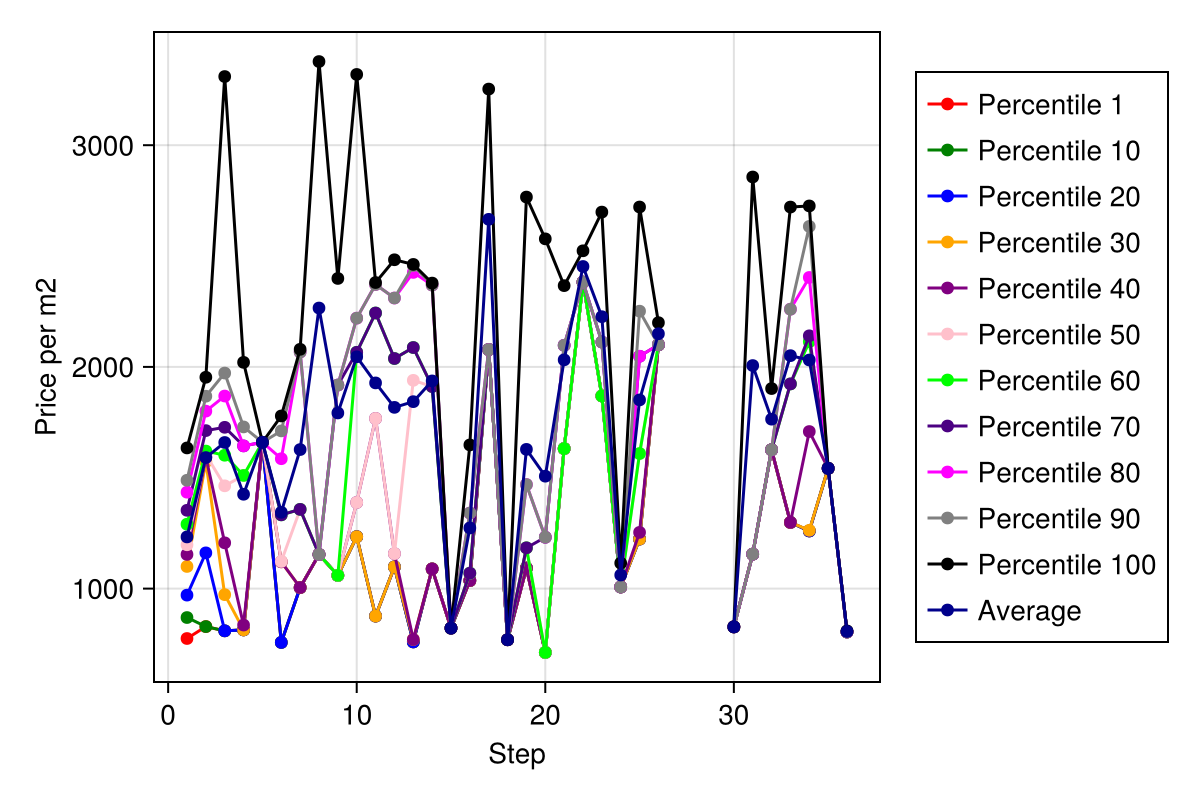 3000
2000
1000
Price per m2
0 10 20 30
Step
Percentile 1
Percentile 10
Percentile 20
Percentile 30
Percentile 40
Percentile 50
Percentile 60
Percentile 70
Percentile 80
Percentile 90
Percentile 100
Average